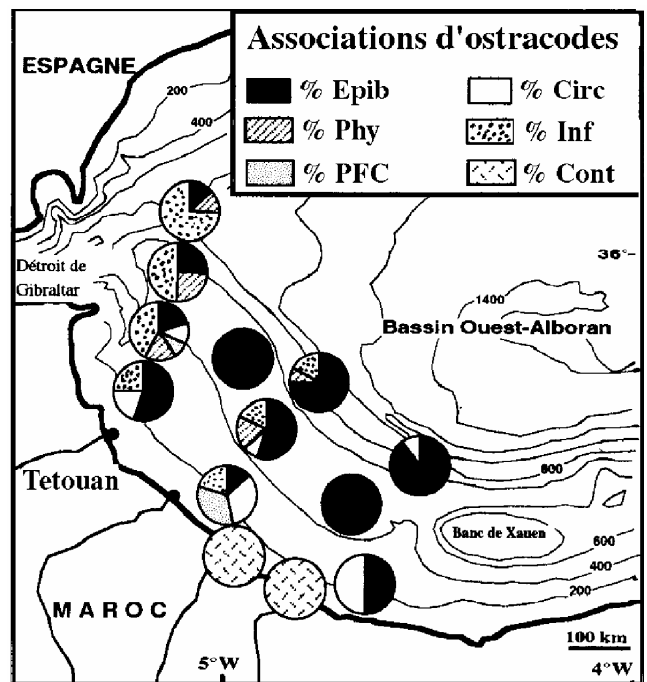 Associations d'ostracodes
% Epib
% Circ
% Phy
% Inf
% PFC
% Cont
ESPAGNE
200
400
Détroit de
Gibraltar
36°
1400
Bassin Ouest-Alboran
Tetouan
800
Banc de Xauen
600
400
200
MAROC
100 km
5°W
4°W